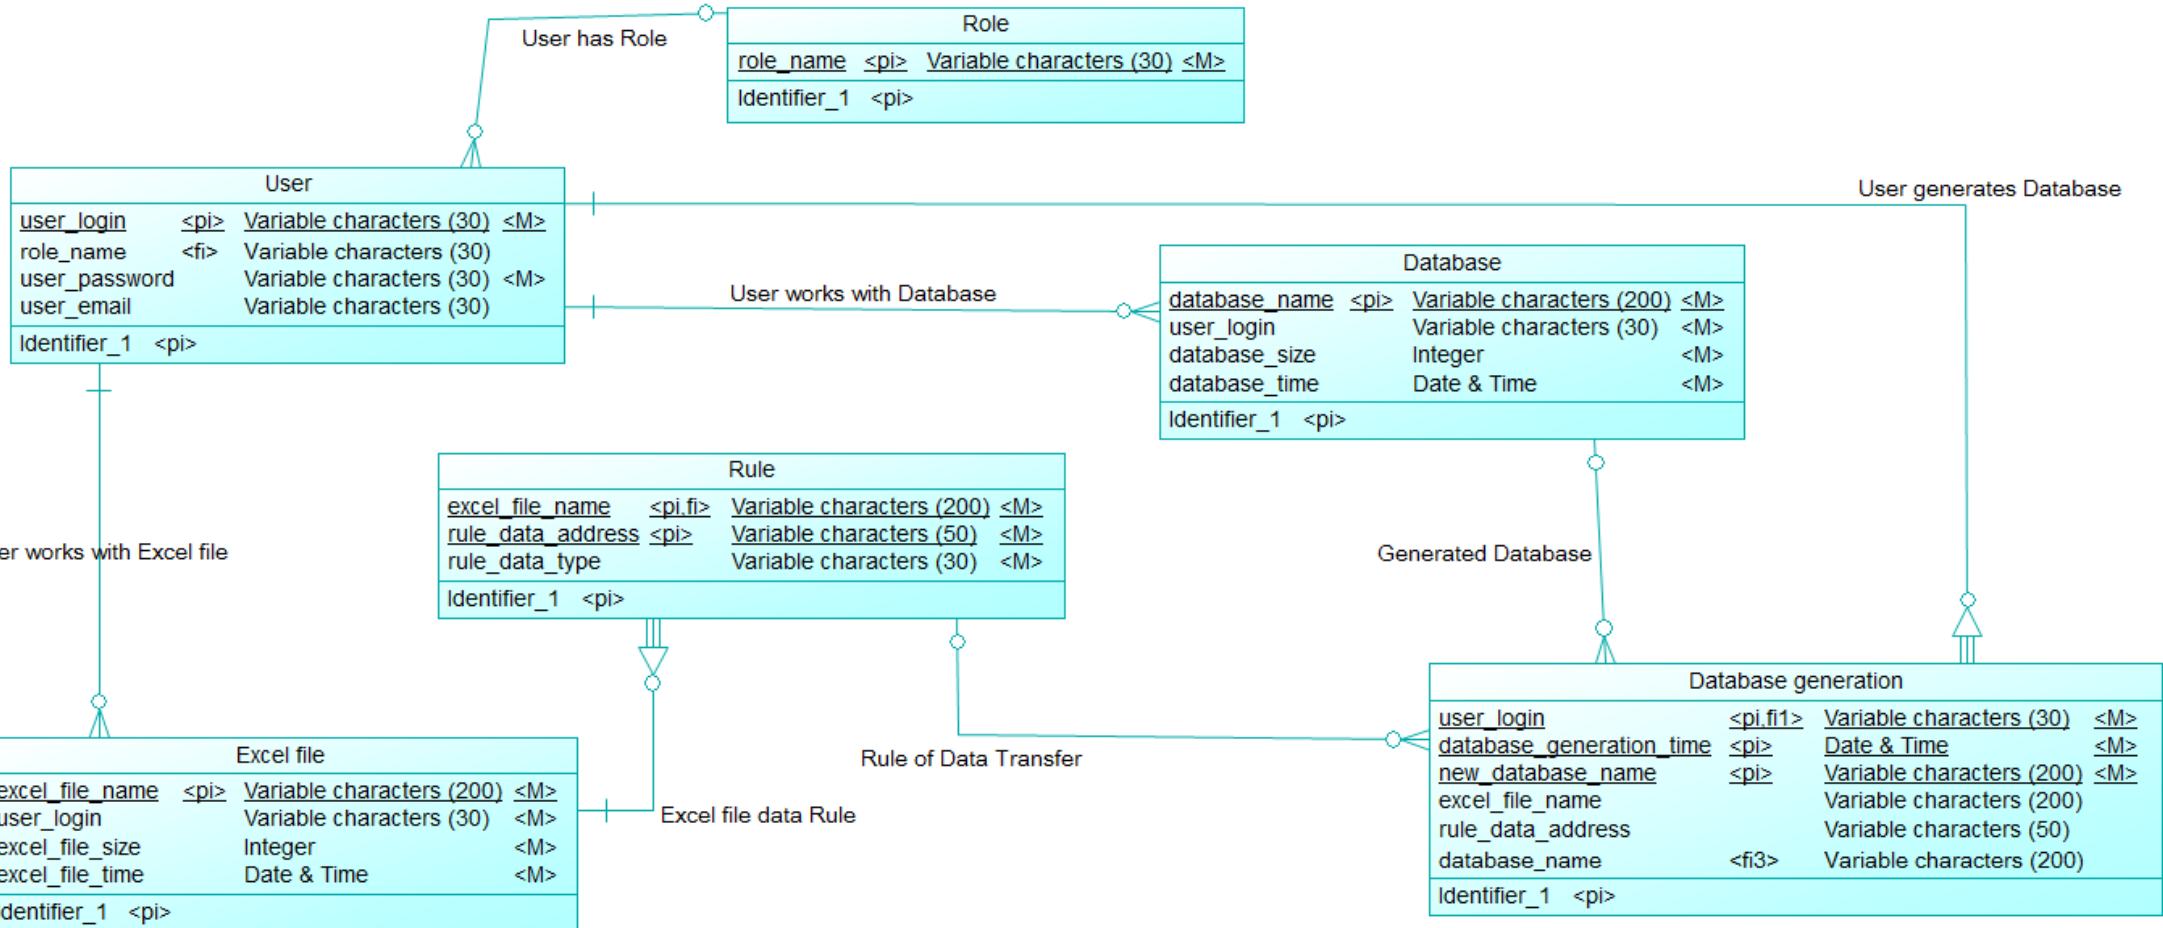 User has Role
Role
role_name <pi> Variable characters (30) <M>
Identifier_1 <pi>
User
user_login <pi> Variable characters (30) <M>
role_name <fi> Variable characters (30)
user_password Variable characters (30) <M>
user_email Variable characters (30)
Identifier_1 <pi>
User generates Database
User works with Database
Database
database_name <pi> Variable characters (200) <M>
user_login Variable characters (30) <M>
database_size Integer <M>
database_time Date & Time <M>
Identifier_1 <pi>
Rule
excel_file_name <pi,fi> Variable characters (200) <M>
rule_data_address <pi> Variable characters (50) <M>
rule_data_type Variable characters (30) <M>
Identifier_1 <pi>
er works with Excel file
Generated Database
Rule of Data Transfer
Excel file data Rule
Excel file
excel_file_name <pi> Variable characters (200) <M>
user_login Variable characters (30) <M>
excel_file_size Integer <M>
excel_file_time Date & Time <M>
dentifier_1 <pi>
Database generation
user_login <pi,fi1> Variable characters (30) <M>
database_generation_time <pi> Date & Time <M>
new_database_name <pi> Variable characters (200) <M>
excel_file_name Variable characters (200)
rule_data_address Variable characters (50)
database_name <fi3> Variable characters (200)
Identifier_1 <pi>